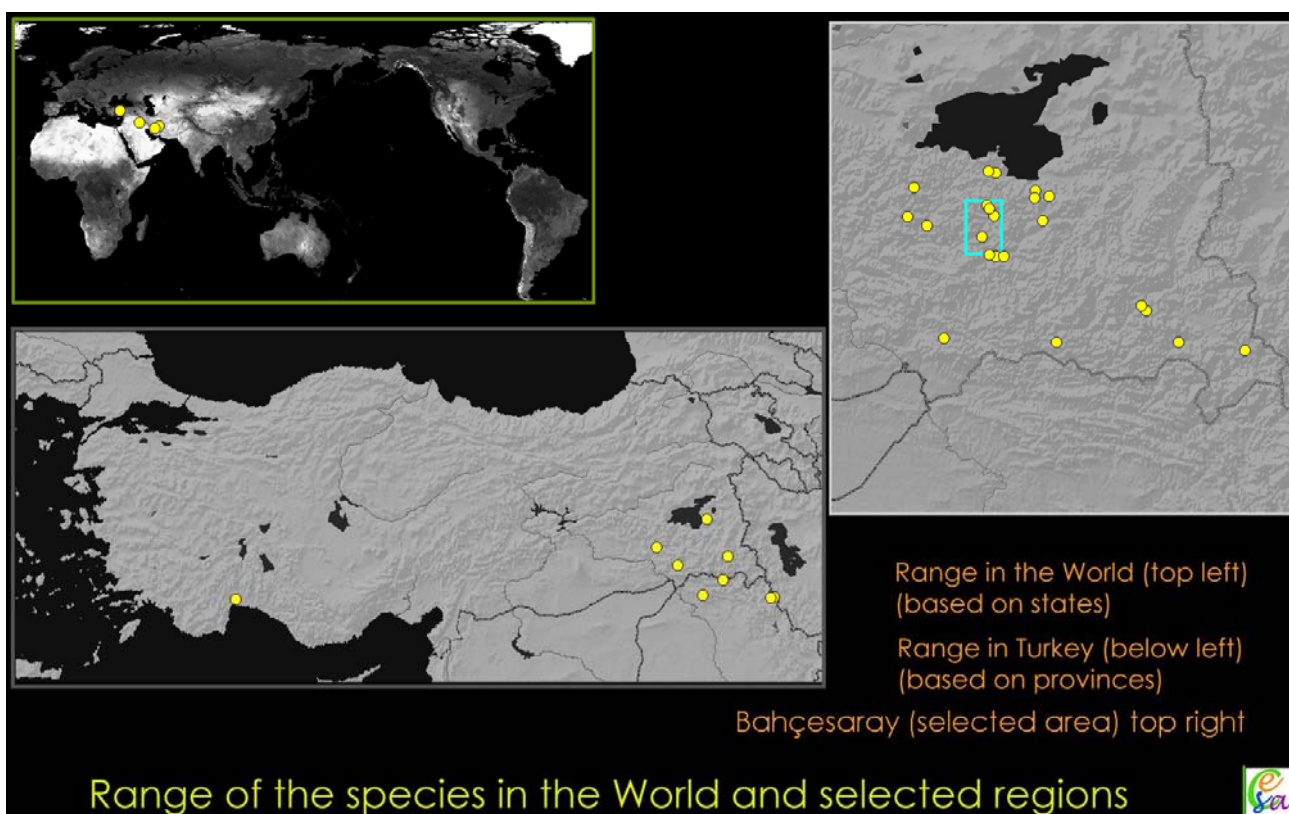 Range in the World (top left)
(based on states)
Range in Turkey (below left)
(based on provinces)
Bahçesaray (selected area) top right
Range of the species in the World and selected regions